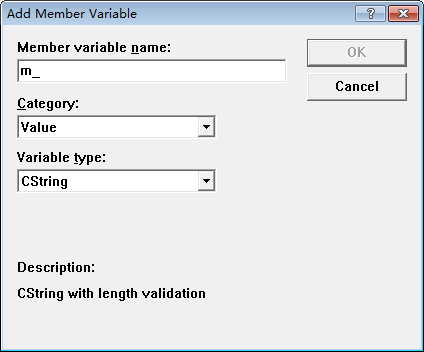 Add Member Variable
?
Member variable name:
OK
m_
Cancel
Category:
Value
Variable type:
CString
Description:
CString with length validation